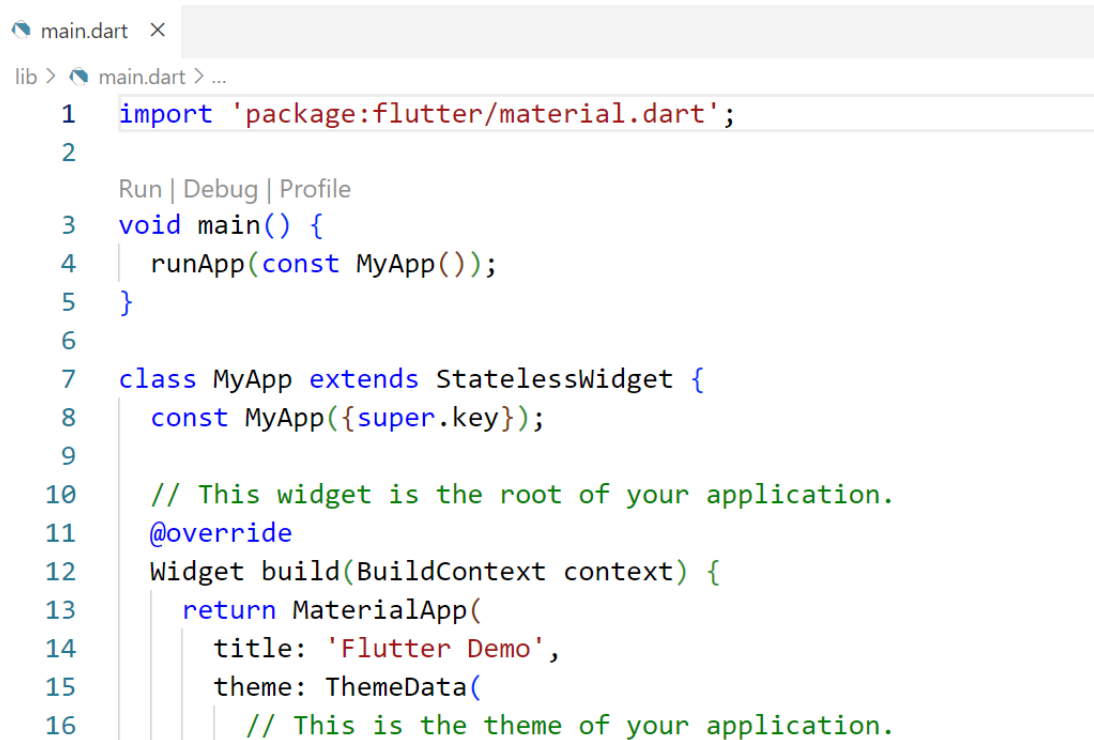 main.dart ×
lib > main.dart > ...
1 import 'package:flutter/material.dart';
2
Run | Debug | Profile
3 void main() {
4   runApp(const MyApp());
5 }
6
7 class MyApp extends StatelessWidget {
8   const MyApp({super.key});
9
10   // This widget is the root of your application.
11   @override
12   Widget build(BuildContext context) {
13     return MaterialApp(
14       title: 'Flutter Demo',
15       theme: ThemeData(
16         // This is the theme of your application.